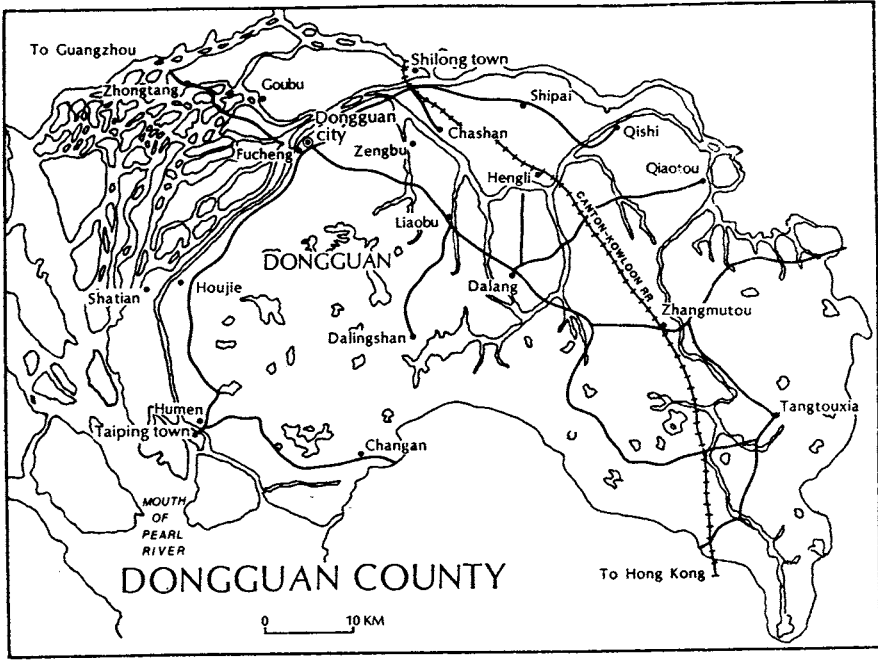 To Guangzhou
Shilong town
Zhongtang
Goubu
Shipai
Dongguan
city
Chashan
Qishi
Fucheng
Zengbu
Hengli
Qiaotou
CANTON-KOWLOON RR
Liaobu
DONGGUAN
Dalang
Shatian
Houjie
Zhangmutou
Dalingshan
Humen
Tangtouxia
Taiping town
Changan
MOUTH
OF
PEARL
RIVER
DONGGUAN COUNTY
To Hong Kong
0 10 KM